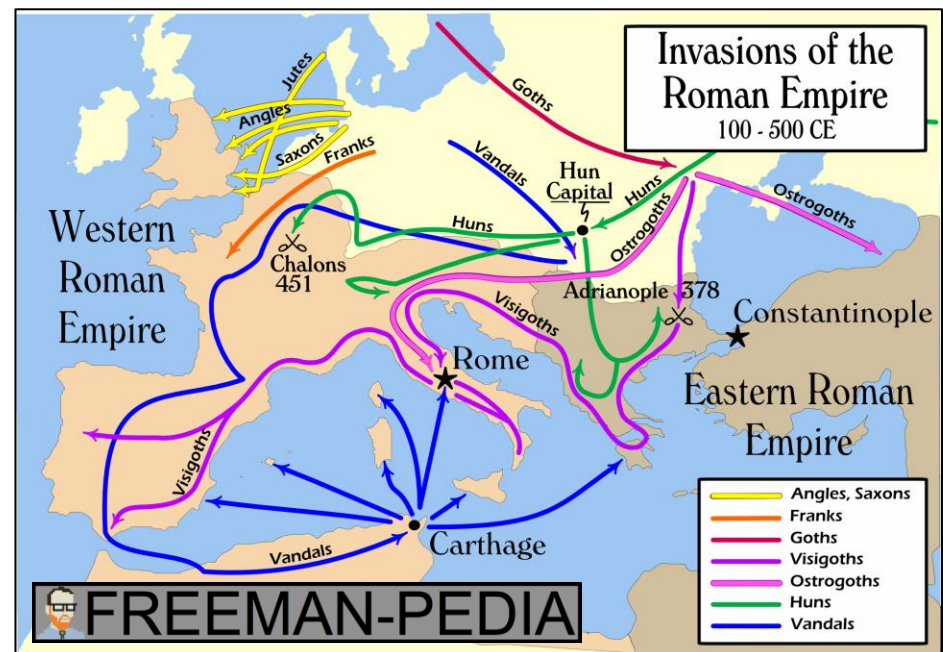 Invasions of the
Roman Empire
100 - 500 CE
Jutes
Angles
Saxons
Franks
Goths
Vandals
Hun
Capital
Huns
Ostrogoths
Huns
Ostrogoths
Western
Roman
Empire
Chalons
451
Visigoths
Adrianople 378
Constantinople
Rome
Eastern Roman
Empire
Visigoths
Carthage
Vandals
Angles, Saxons
Franks
Goths
Visigoths
Ostrogoths
Huns
Vandals
FREEMAN-PEDIA